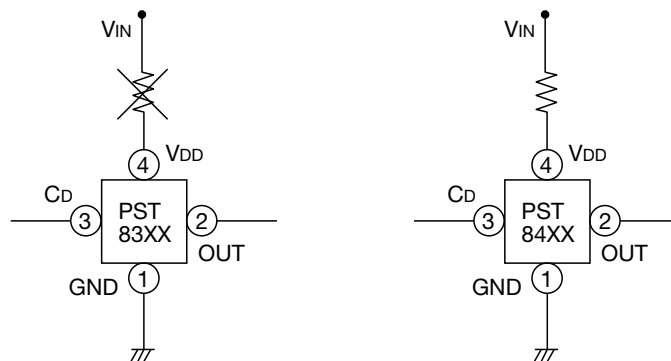 VIN
4
VDD
CD
3
PST
83XX
2
OUT
GND
1
VIN
4
VDD
CD
3
PST
84XX
2
OUT
GND
1